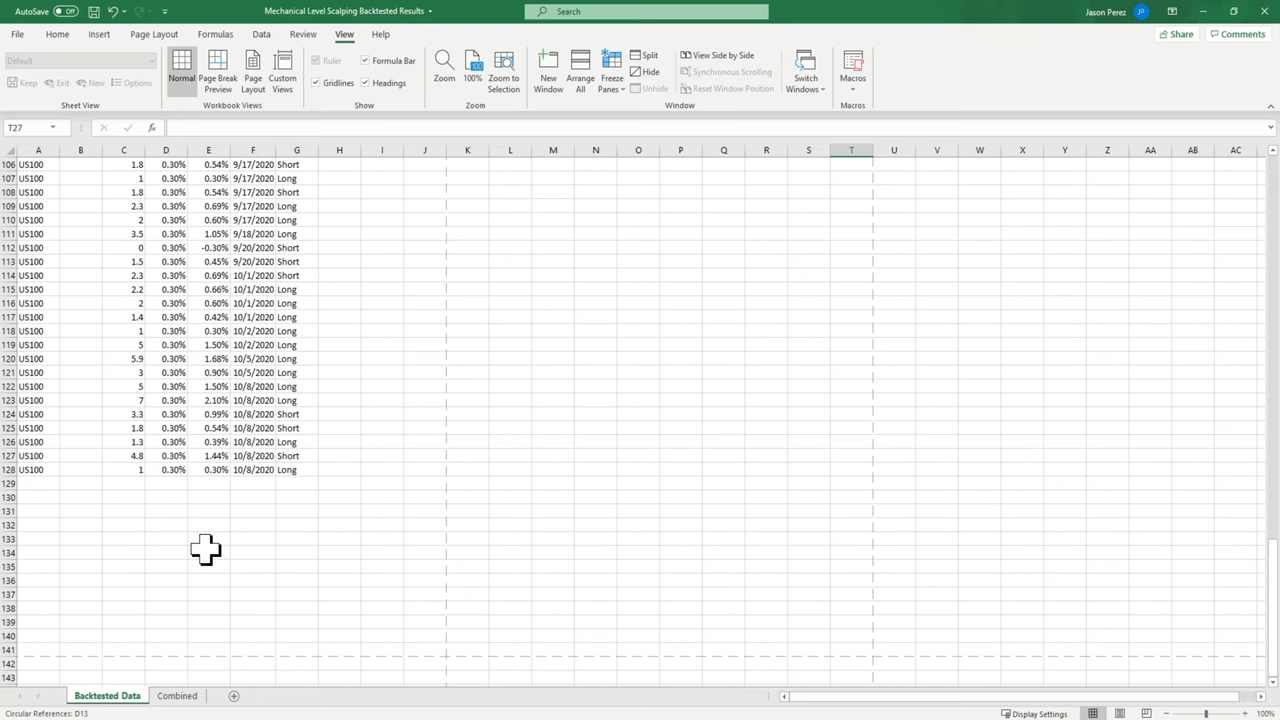 AutoSave Off Mechanical Level Scalping Backtested Results Search Jason Perez JP
File Home Insert Page Layout Formulas Data Review View Help Share Comments
Default
Keep Exit New Options
Sheet View
Normal Page Break Preview Page Layout Custom Views
Workbook Views
Ruler Formula Bar
Gridlines Headings
Show
Zoom 100% Zoom to Selection
Zoom
New Window Arrange All Freeze Panes
Split
Hide
Unhide
View Side by Side
Synchronous Scrolling
Reset Window Position
Switch Windows
Window
Macros
Macros
T27 fx
A B C D E F G H I J K L M N O P Q R S T U V W X Y Z AA AB AC
106 US100 1.8 0.30% 0.54% 9/17/2020 Short
107 US100 1 0.30% 0.30% 9/17/2020 Long
108 US100 1.8 0.30% 0.54% 9/17/2020 Short
109 US100 2.3 0.30% 0.69% 9/17/2020 Long
110 US100 2 0.30% 0.60% 9/17/2020 Long
111 US100 3.5 0.30% 1.05% 9/18/2020 Long
112 US100 0 0.30% -0.30% 9/20/2020 Short
113 US100 1.5 0.30% 0.45% 9/20/2020 Short
114 US100 2.3 0.30% 0.69% 10/1/2020 Short
115 US100 2.2 0.30% 0.66% 10/1/2020 Long
116 US100 2 0.30% 0.60% 10/1/2020 Long
117 US100 1.4 0.30% 0.42% 10/1/2020 Long
118 US100 1 0.30% 0.30% 10/2/2020 Long
119 US100 5 0.30% 1.50% 10/2/2020 Long
120 US100 5.9 0.30% 1.68% 10/5/2020 Long
121 US100 3 0.30% 0.90% 10/5/2020 Long
122 US100 5 0.30% 1.50% 10/8/2020 Long
123 US100 7 0.30% 2.10% 10/8/2020 Long
124 US100 3.3 0.30% 0.99% 10/8/2020 Short
125 US100 1.8 0.30% 0.54% 10/8/2020 Short
126 US100 1.3 0.30% 0.39% 10/8/2020 Long
127 US100 4.8 0.30% 1.44% 10/8/2020 Short
128 US100 1 0.30% 0.30% 10/8/2020 Long
129
130
131
132
133
134
135
136
137
138
139
140
141
142
143
Backtested Data Combined
Circular References: D13 Display Settings 100%